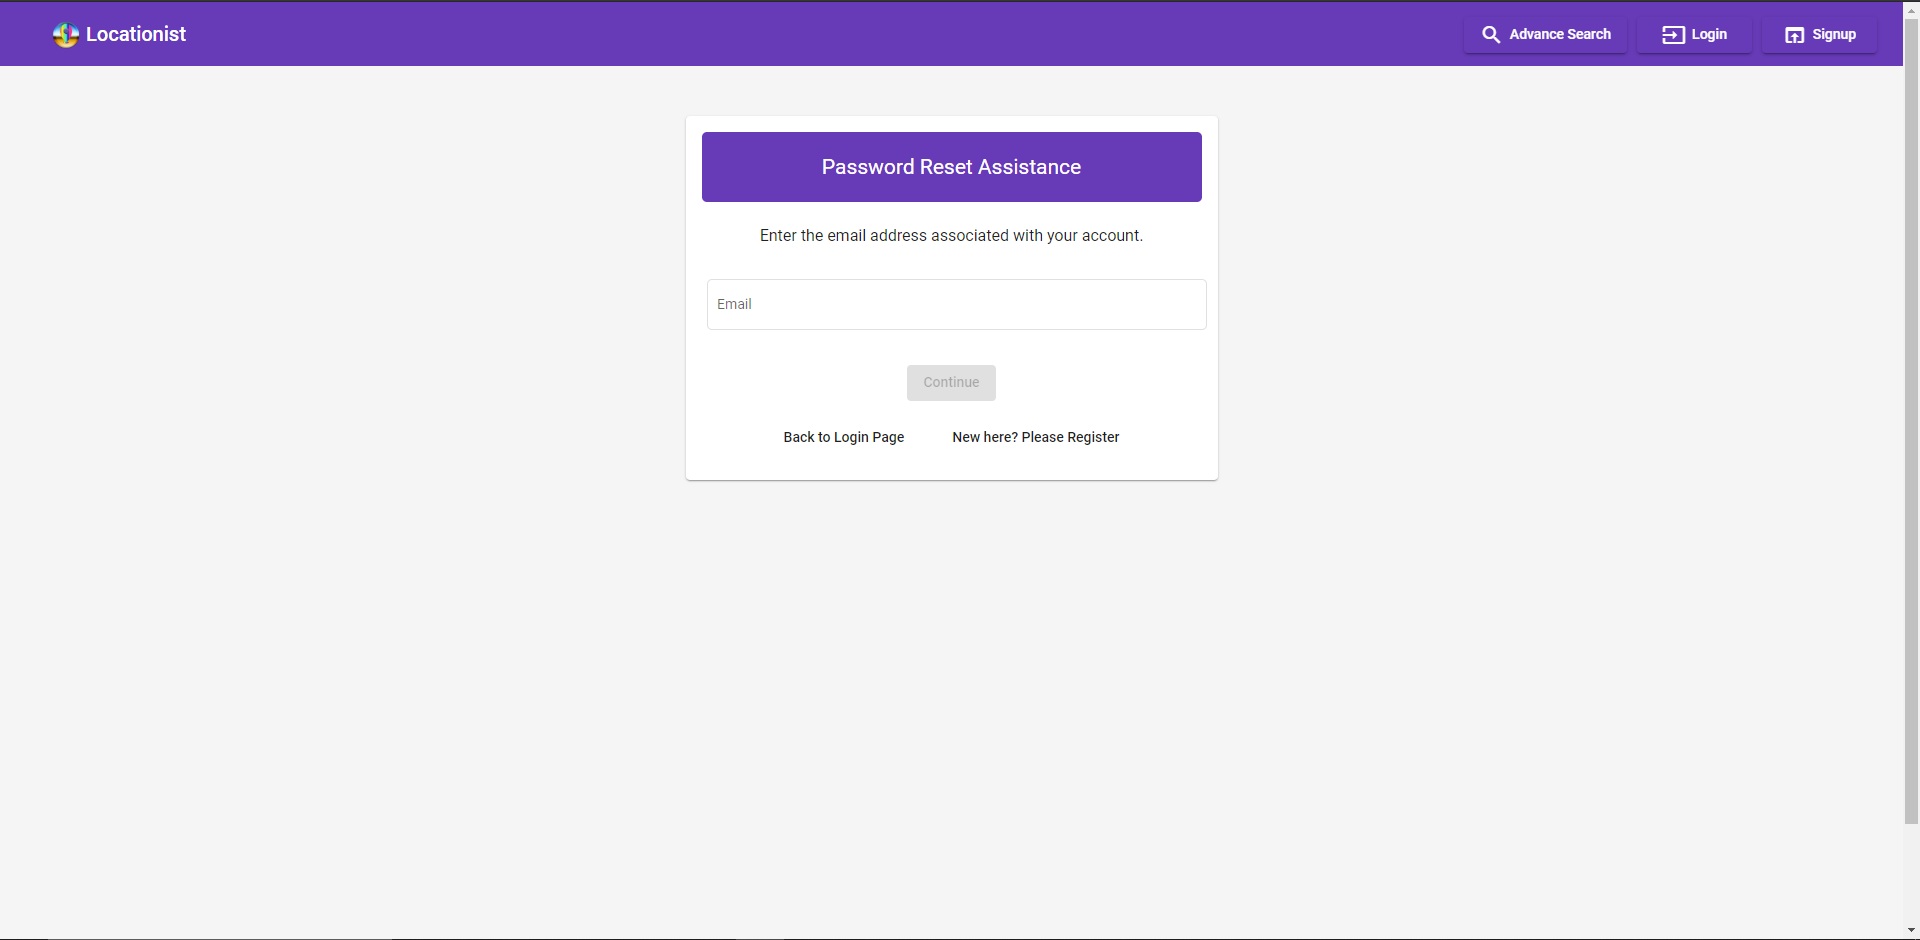 Locationist
Advance Search
Login
Signup
Password Reset Assistance
Enter the email address associated with your account.
Email
Continue
Back to Login Page
New here? Please Register